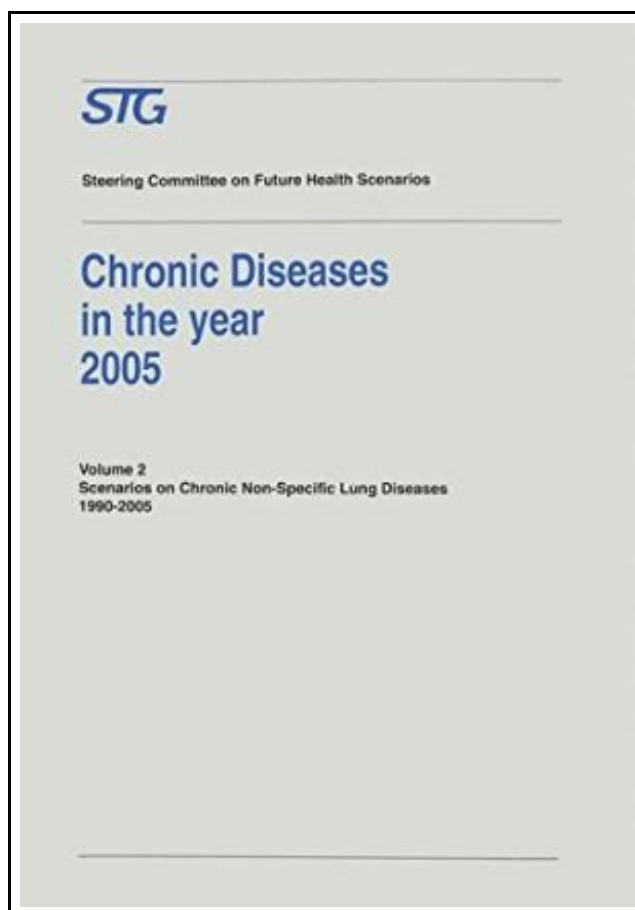 STG
Steering Committee on Future Health Scenarios
Chronic Diseases
in the year
2005
Volume 2
Scenarios on Chronic Non-Specific Lung Diseases
1990-2005